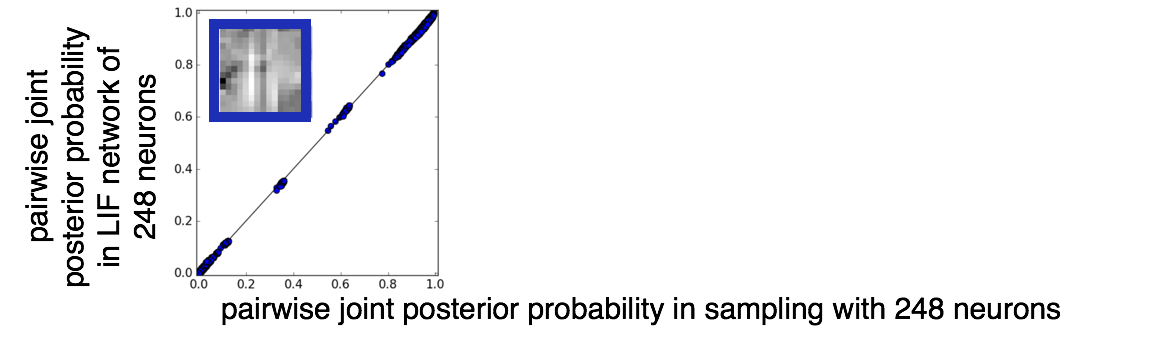 pairwise joint
posterior probability
in LIF network of
248 neurons
1.0
0.8
0.6
0.4
0.2
0.0
0.0 0.2 0.4 0.6 0.8 1.0
pairwise joint posterior probability in sampling with 248 neurons